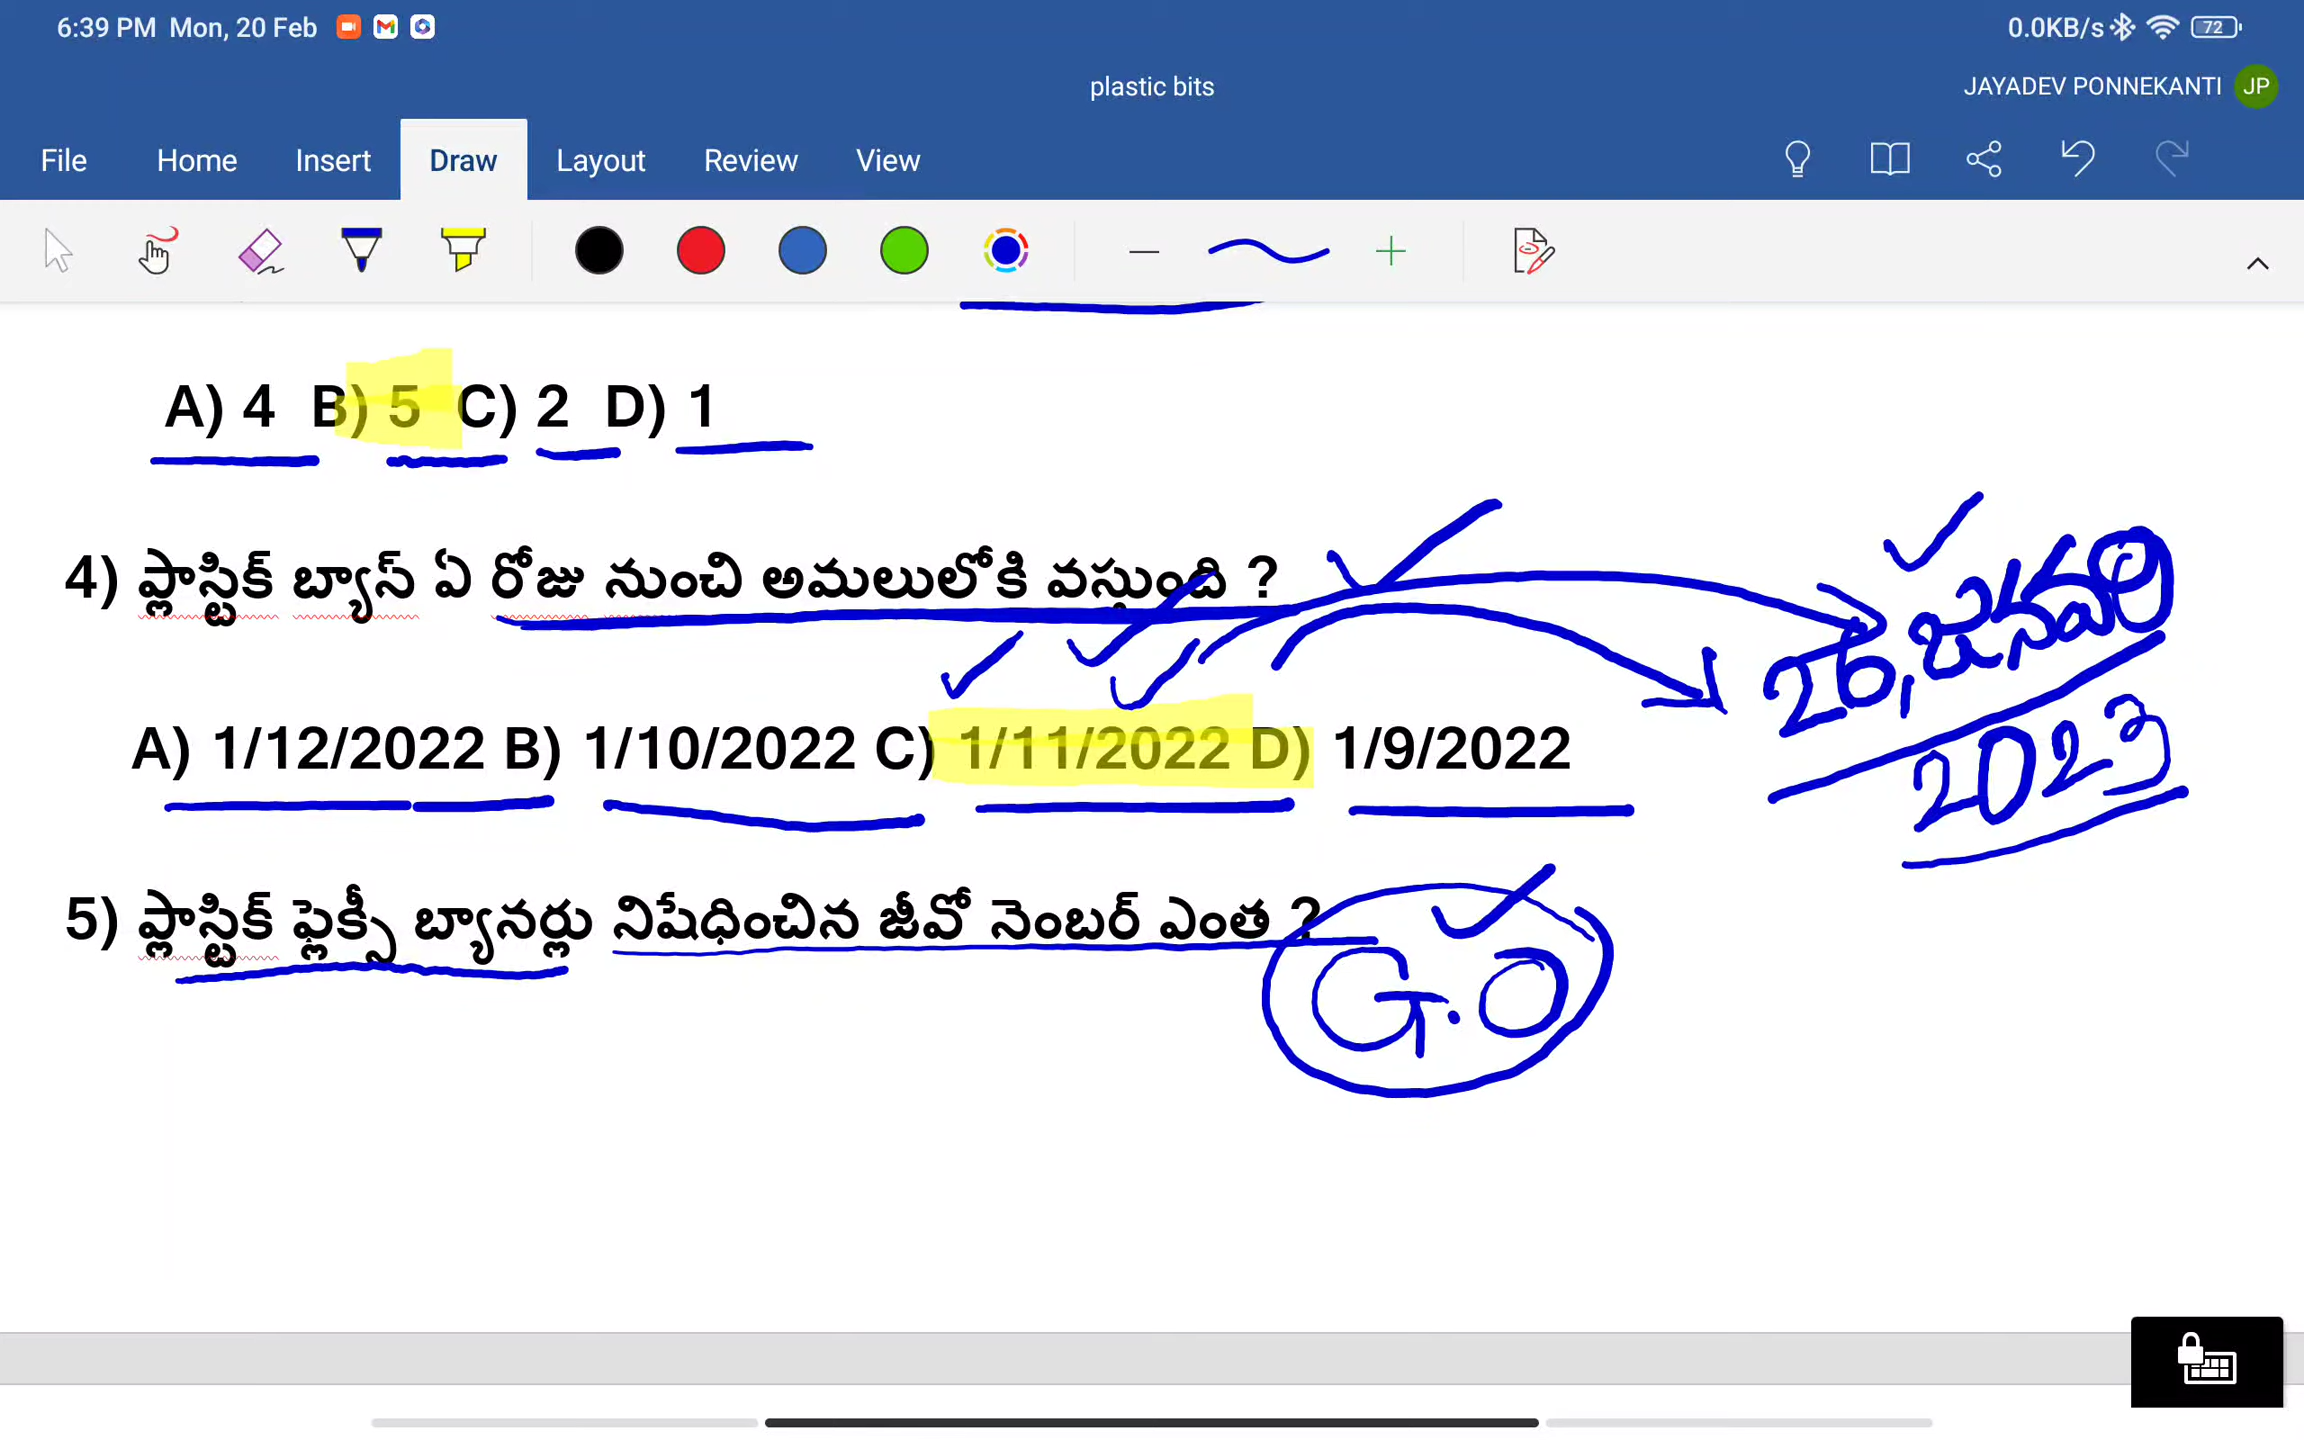 6:39 PM Mon, 20 Feb
0.0KB/s 72
plastic bits
JAYADEV PONNEKANTI JP
File Home Insert Draw Layout Review View
A) 4 B) 5 C) 2 D) 1
4) ప్లాస్టిక్ బ్యాన్ ఏ రోజు నుంచి అమలులోకి వస్తుంది ?
26, జనవరి
2023
A) 1/12/2022 B) 1/10/2022 C) 1/11/2022 D) 1/9/2022
5) ప్లాస్టిక్ ఫ్లెక్సీ బ్యానర్లు నిషేధించిన జీవో నెంబర్ ఎంత ?
G.O